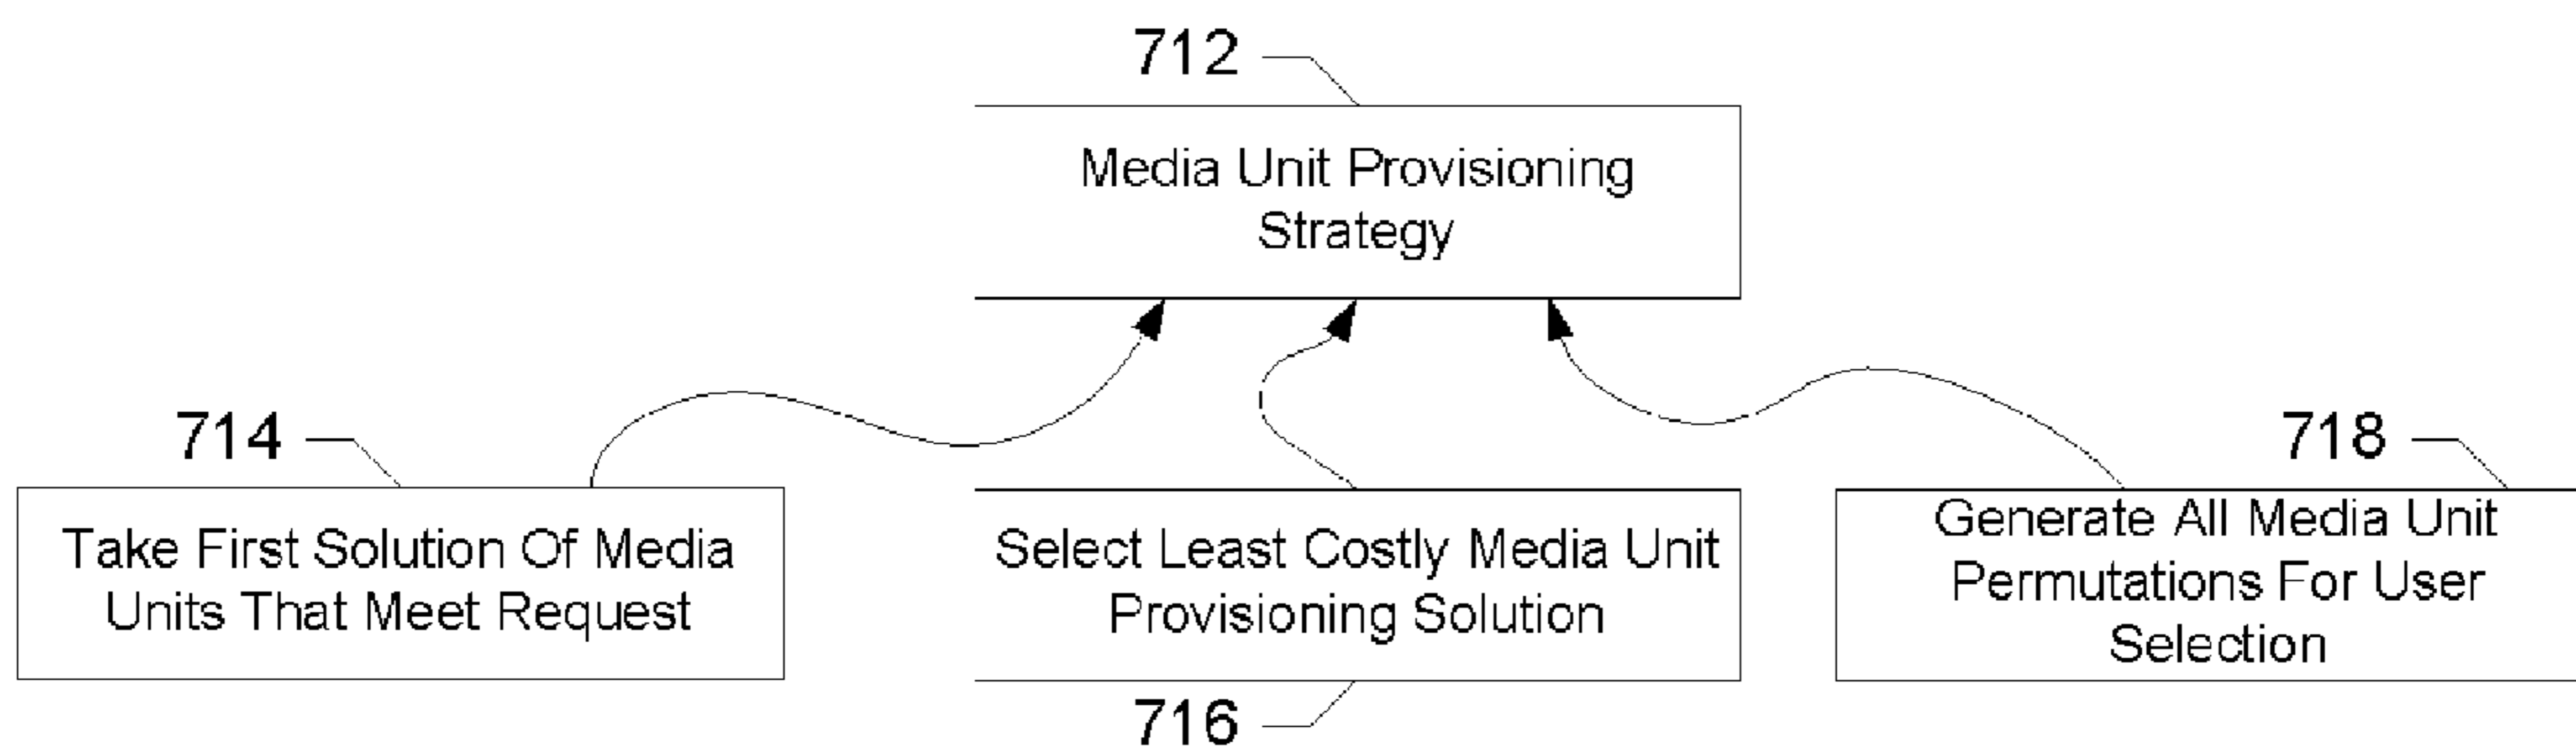 712
Media Unit Provisioning
Strategy
714
718
Take First Solution Of Media
Units That Meet Request
Select Least Costly Media Unit
Provisioning Solution
Generate All Media Unit
Permutations For User
Selection
716